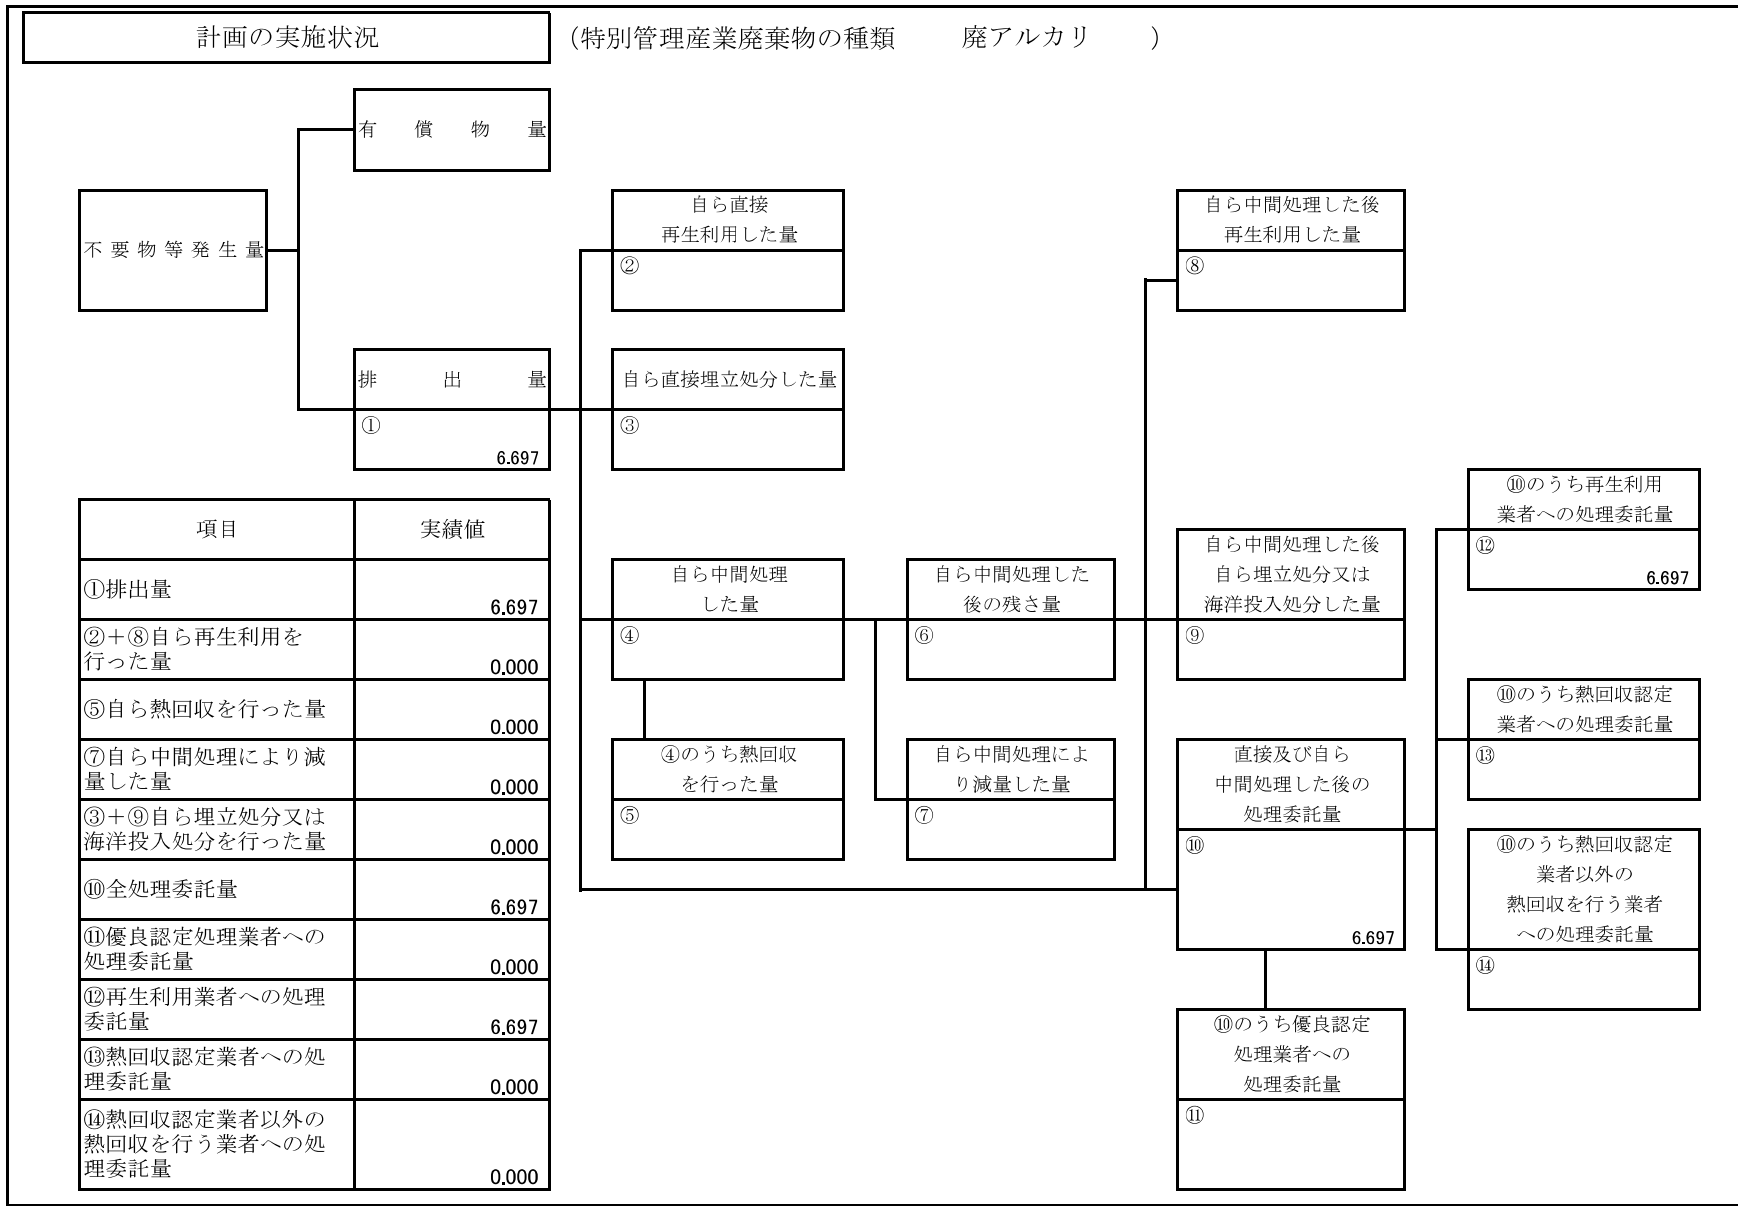 計画の実施状況
（特別管理産業廃棄物の種類　　廃アルカリ　　）
有償物量
不要物等発生量
自ら直接
再生利用した量
②
自ら中間処理した後
再生利用した量
⑧
排出量
①
6.697
自ら直接埋立処分した量
③
項目　実績値
①排出量
6.697
②＋⑧自ら再生利用を
行った量
0.000
⑤自ら熱回収を行った量
0.000
⑦自ら中間処理により減
量した量
0.000
③＋⑨自ら埋立処分又は
海洋投入処分を行った量
0.000
⑩全処理委託量
6.697
⑪優良認定処理業者への
処理委託量
0.000
⑫再生利用業者への処理
委託量
6.697
⑬熱回収認定業者への処
理委託量
0.000
⑭熱回収認定業者以外の
熱回収を行う業者への処
理委託量
0.000
自ら中間処理
した量
④
④のうち熱回収
を行った量
⑤
自ら中間処理した
後の残さ量
⑥
自ら中間処理によ
り減量した量
⑦
自ら中間処理した後
自ら埋立処分又は
海洋投入処分した量
⑨
直接及び自ら
中間処理した後の
処理委託量
⑩
6.697
⑩のうち優良認定
処理業者への
処理委託量
⑪
⑩のうち再生利用
業者への処理委託量
⑫
6.697
⑩のうち熱回収認定
業者への処理委託量
⑬
⑩のうち熱回収認定
業者以外の
熱回収を行う業者
への処理委託量
⑭